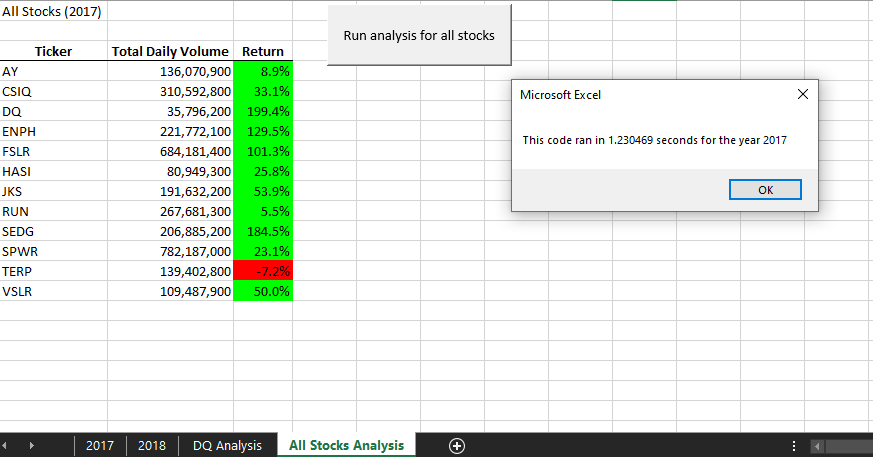 All Stocks (2017)
Run analysis for all stocks
Ticker Total Daily Volume Return
AY 136,070,900 8.9%
CSIQ 310,592,800 33.1%
DQ 35,796,200 199.4%
ENPH 221,772,100 129.5%
FSLR 684,181,400 101.3%
HASI 80,949,300 25.8%
JKS 191,632,200 53.9%
RUN 267,681,300 5.5%
SEDG 206,885,200 184.5%
SPWR 782,187,000 23.1%
TERP 139,402,800 -7.2%
VSLR 109,487,900 50.0%
Microsoft Excel
This code ran in 1.230469 seconds for the year 2017
OK
2017 2018 DQ Analysis All Stocks Analysis